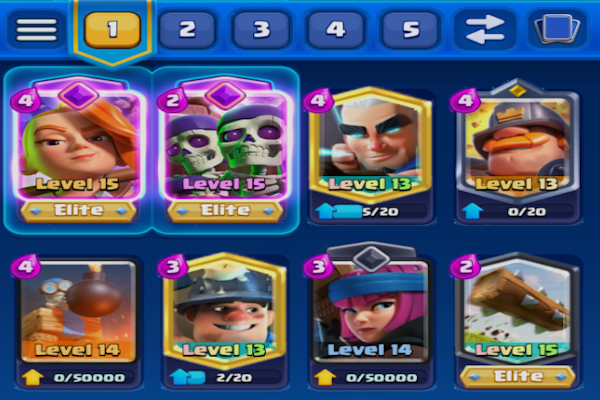 1 2 3 4 5
4 2 4 4
Level 15 Level 15 Level 13 Level 13
Elite Elite 5/20 0/20
4 3 3 2
Level 14 Level 13 Level 14 Level 15
0/50000 2/20 0/50000 Elite